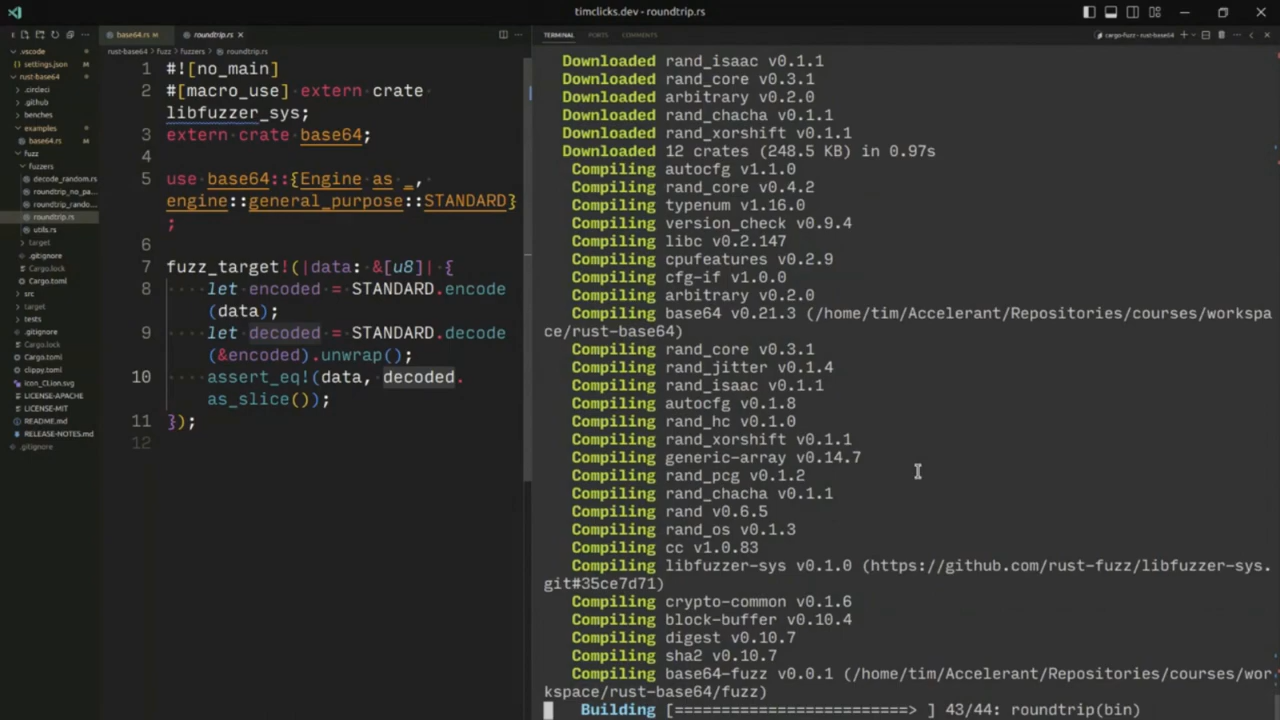 timclicks.dev - roundtrip.rs
base64.rs M
roundtrip.rs ×
TERMINAL
PORTS
COMMENTS
cargo-fuzz - rust-base64
rust-base64 > fuzz > fuzzers > roundtrip.rs
.vscode
settings.json M
rust-base64
.circleci
.github
benches
examples
base64.rs M
fuzz
fuzzers
decode_random.rs
roundtrip_no_pa...
roundtrip_rando...
roundtrip.rs
utils.rs
target
.gitignore
Cargo.lock
Cargo.toml
src
target
tests
.gitignore
Cargo.lock
Cargo.toml
clippy.toml
icon_CLion.svg
LICENSE-APACHE
LICENSE-MIT
README.md
RELEASE-NOTES.md
.gitignore
1 #![no_main]
2 #[macro_use] extern crate
libfuzzer_sys;
3 extern crate base64;
4
5 use base64::{Engine as _,
engine::general_purpose::STANDARD}
;
6
7 fuzz_target!(|data: &[u8]| {
8 let encoded = STANDARD.encode
(data);
9 let decoded = STANDARD.decode
(&encoded).unwrap();
10 assert_eq!(data, decoded.
as_slice());
11 });
12
Downloaded rand_isaac v0.1.1
Downloaded rand_core v0.3.1
Downloaded arbitrary v0.2.0
Downloaded rand_chacha v0.1.1
Downloaded rand_xorshift v0.1.1
Downloaded 12 crates (248.5 KB) in 0.97s
Compiling autocfg v1.1.0
Compiling rand_core v0.4.2
Compiling typenum v1.16.0
Compiling version_check v0.9.4
Compiling libc v0.2.147
Compiling cpufeatures v0.2.9
Compiling cfg-if v1.0.0
Compiling arbitrary v0.2.0
Compiling base64 v0.21.3 (/home/tim/Accelerant/Repositories/courses/workspa
ce/rust-base64)
Compiling rand_core v0.3.1
Compiling rand_jitter v0.1.4
Compiling rand_isaac v0.1.1
Compiling autocfg v0.1.8
Compiling rand_hc v0.1.0
Compiling rand_xorshift v0.1.1
Compiling generic-array v0.14.7
Compiling rand_pcg v0.1.2
Compiling rand_chacha v0.1.1
Compiling rand v0.6.5
Compiling rand_os v0.1.3
Compiling cc v1.0.83
Compiling libfuzzer-sys v0.1.0 (https://github.com/rust-fuzz/libfuzzer-sys.
git#35ce7d71)
Compiling crypto-common v0.1.6
Compiling block-buffer v0.10.4
Compiling digest v0.10.7
Compiling sha2 v0.10.7
Compiling base64-fuzz v0.0.1 (/home/tim/Accelerant/Repositories/courses/wor
kspace/rust-base64/fuzz)
Building [=========================> ] 43/44: roundtrip(bin)